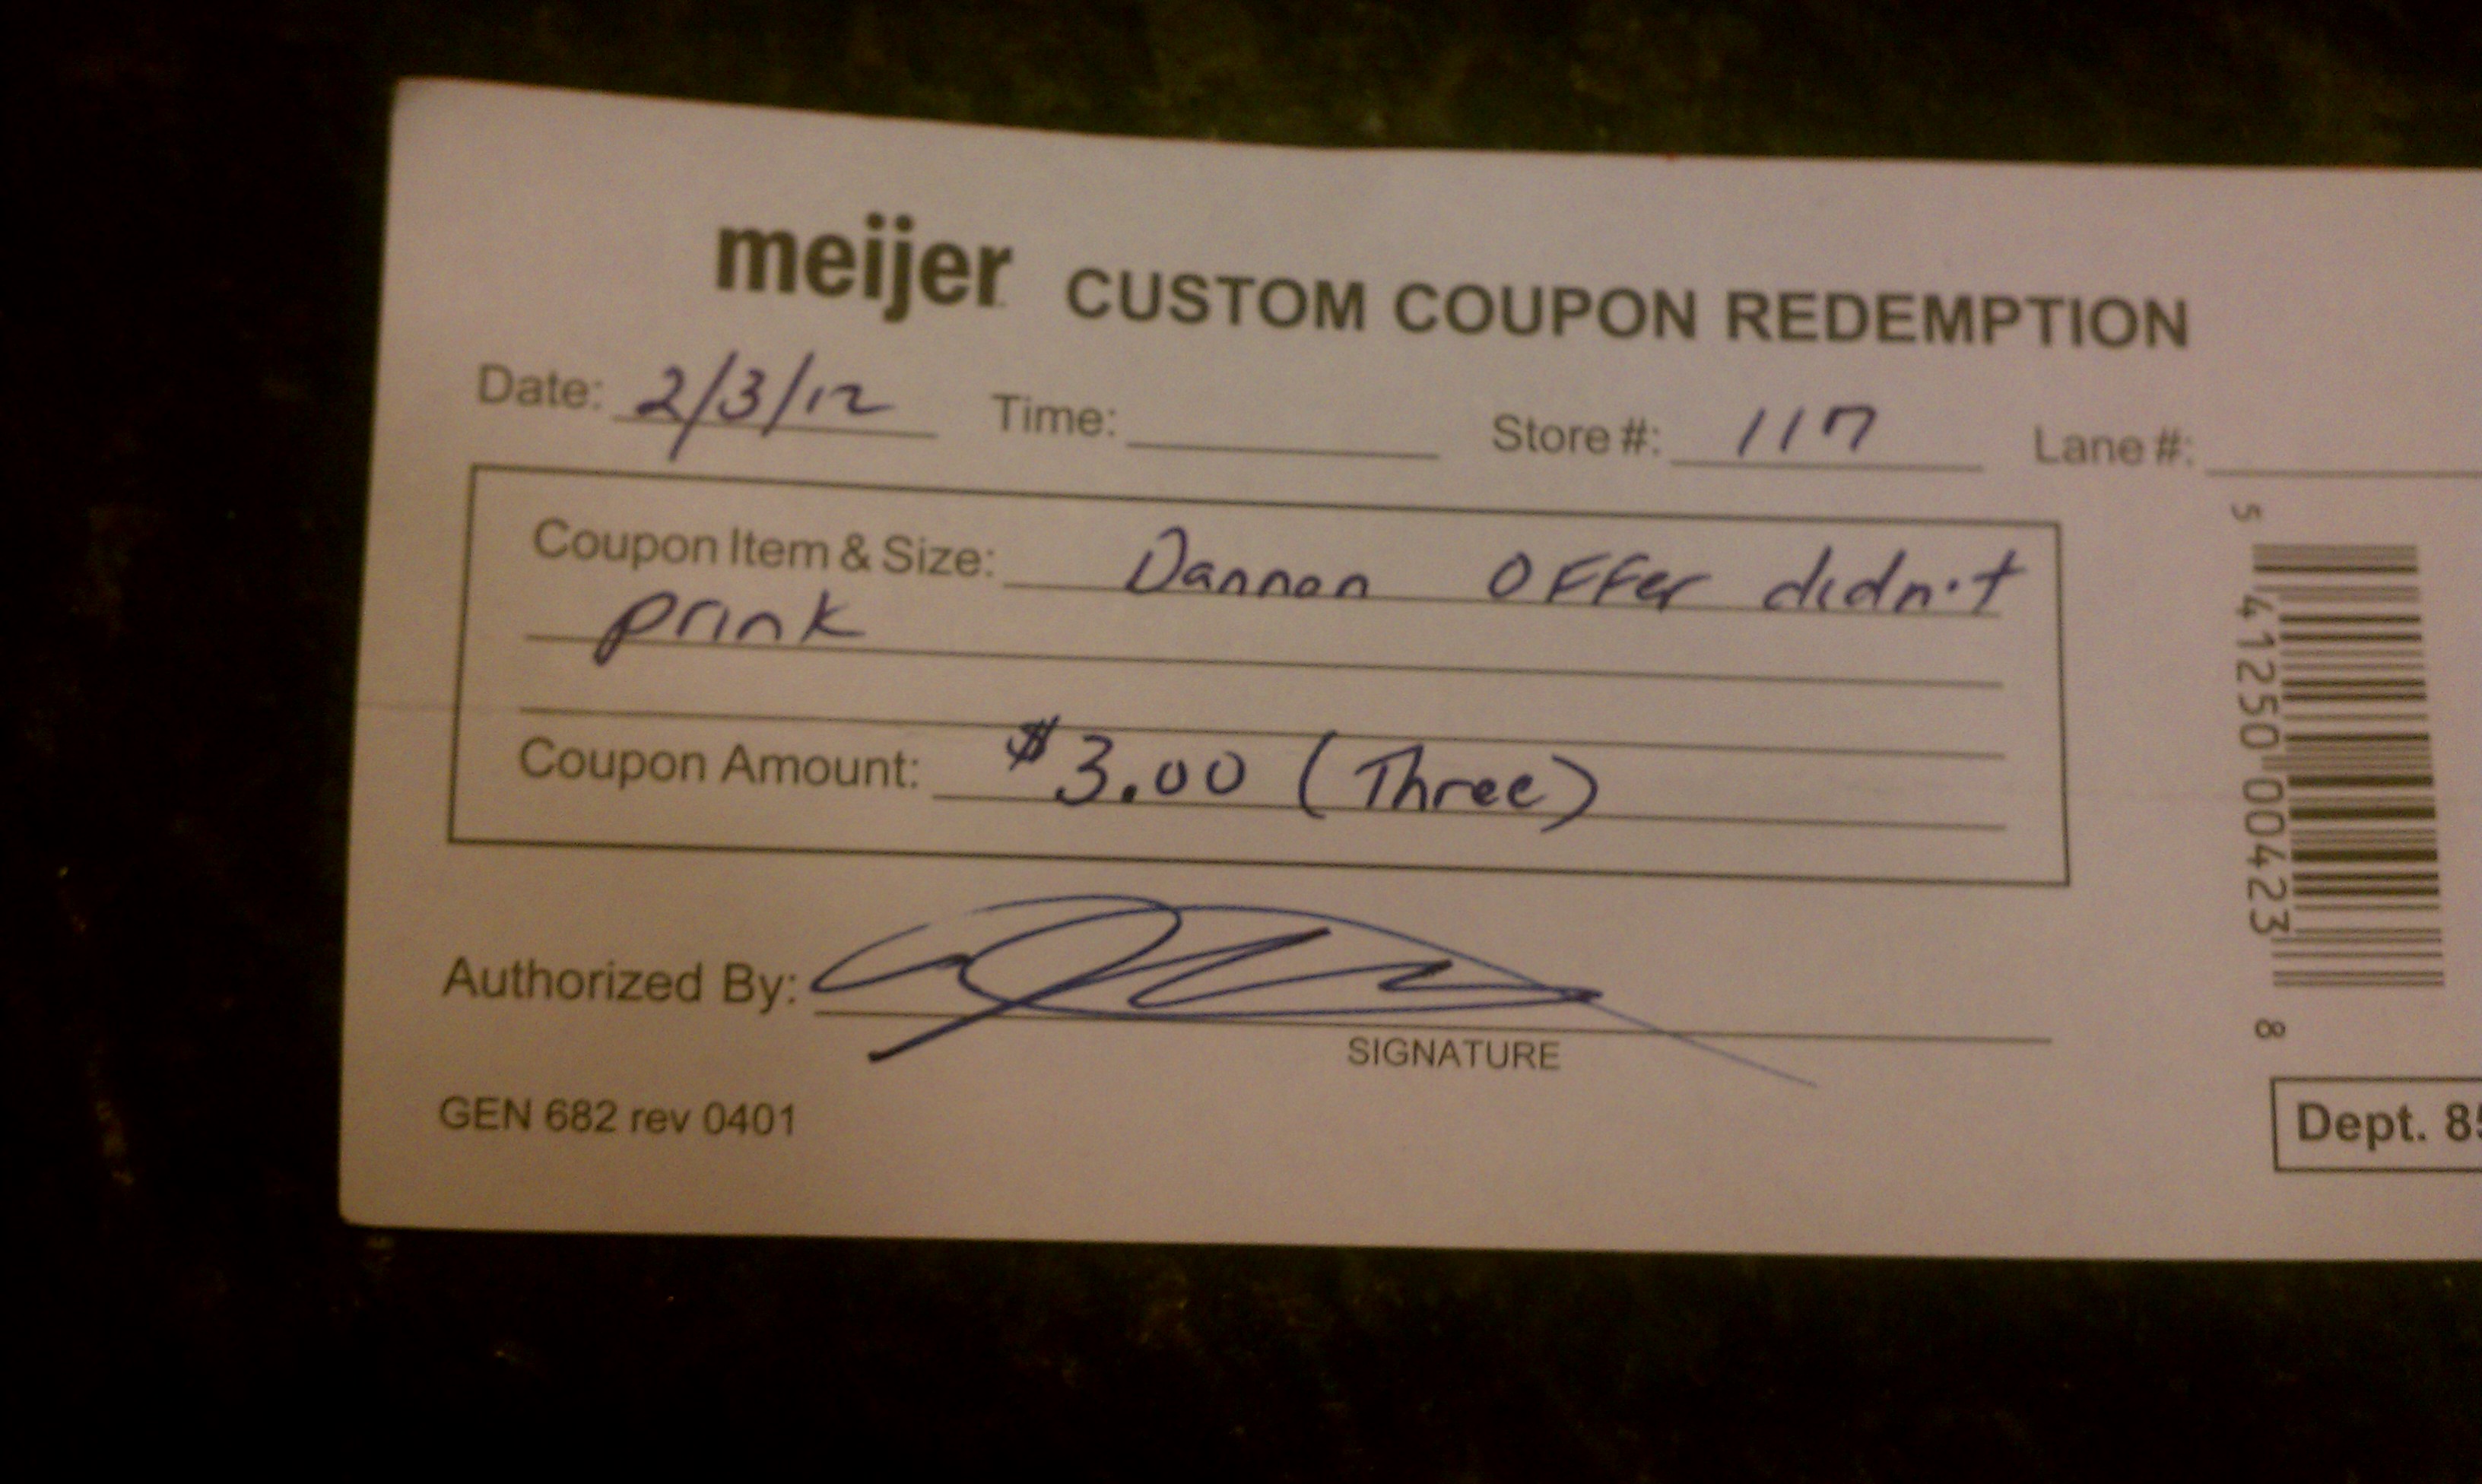 meijer CUSTOM COUPON REDEMPTION
Date: 2/3/12 Time: Store #: 117 Lane #:
Coupon Item & Size: Dannon OFFer didn't
prink
Coupon Amount: $3.00 (Three)
Authorized By:
SIGNATURE
GEN 682 rev 0401
5 41250 00423 8
Dept. 85